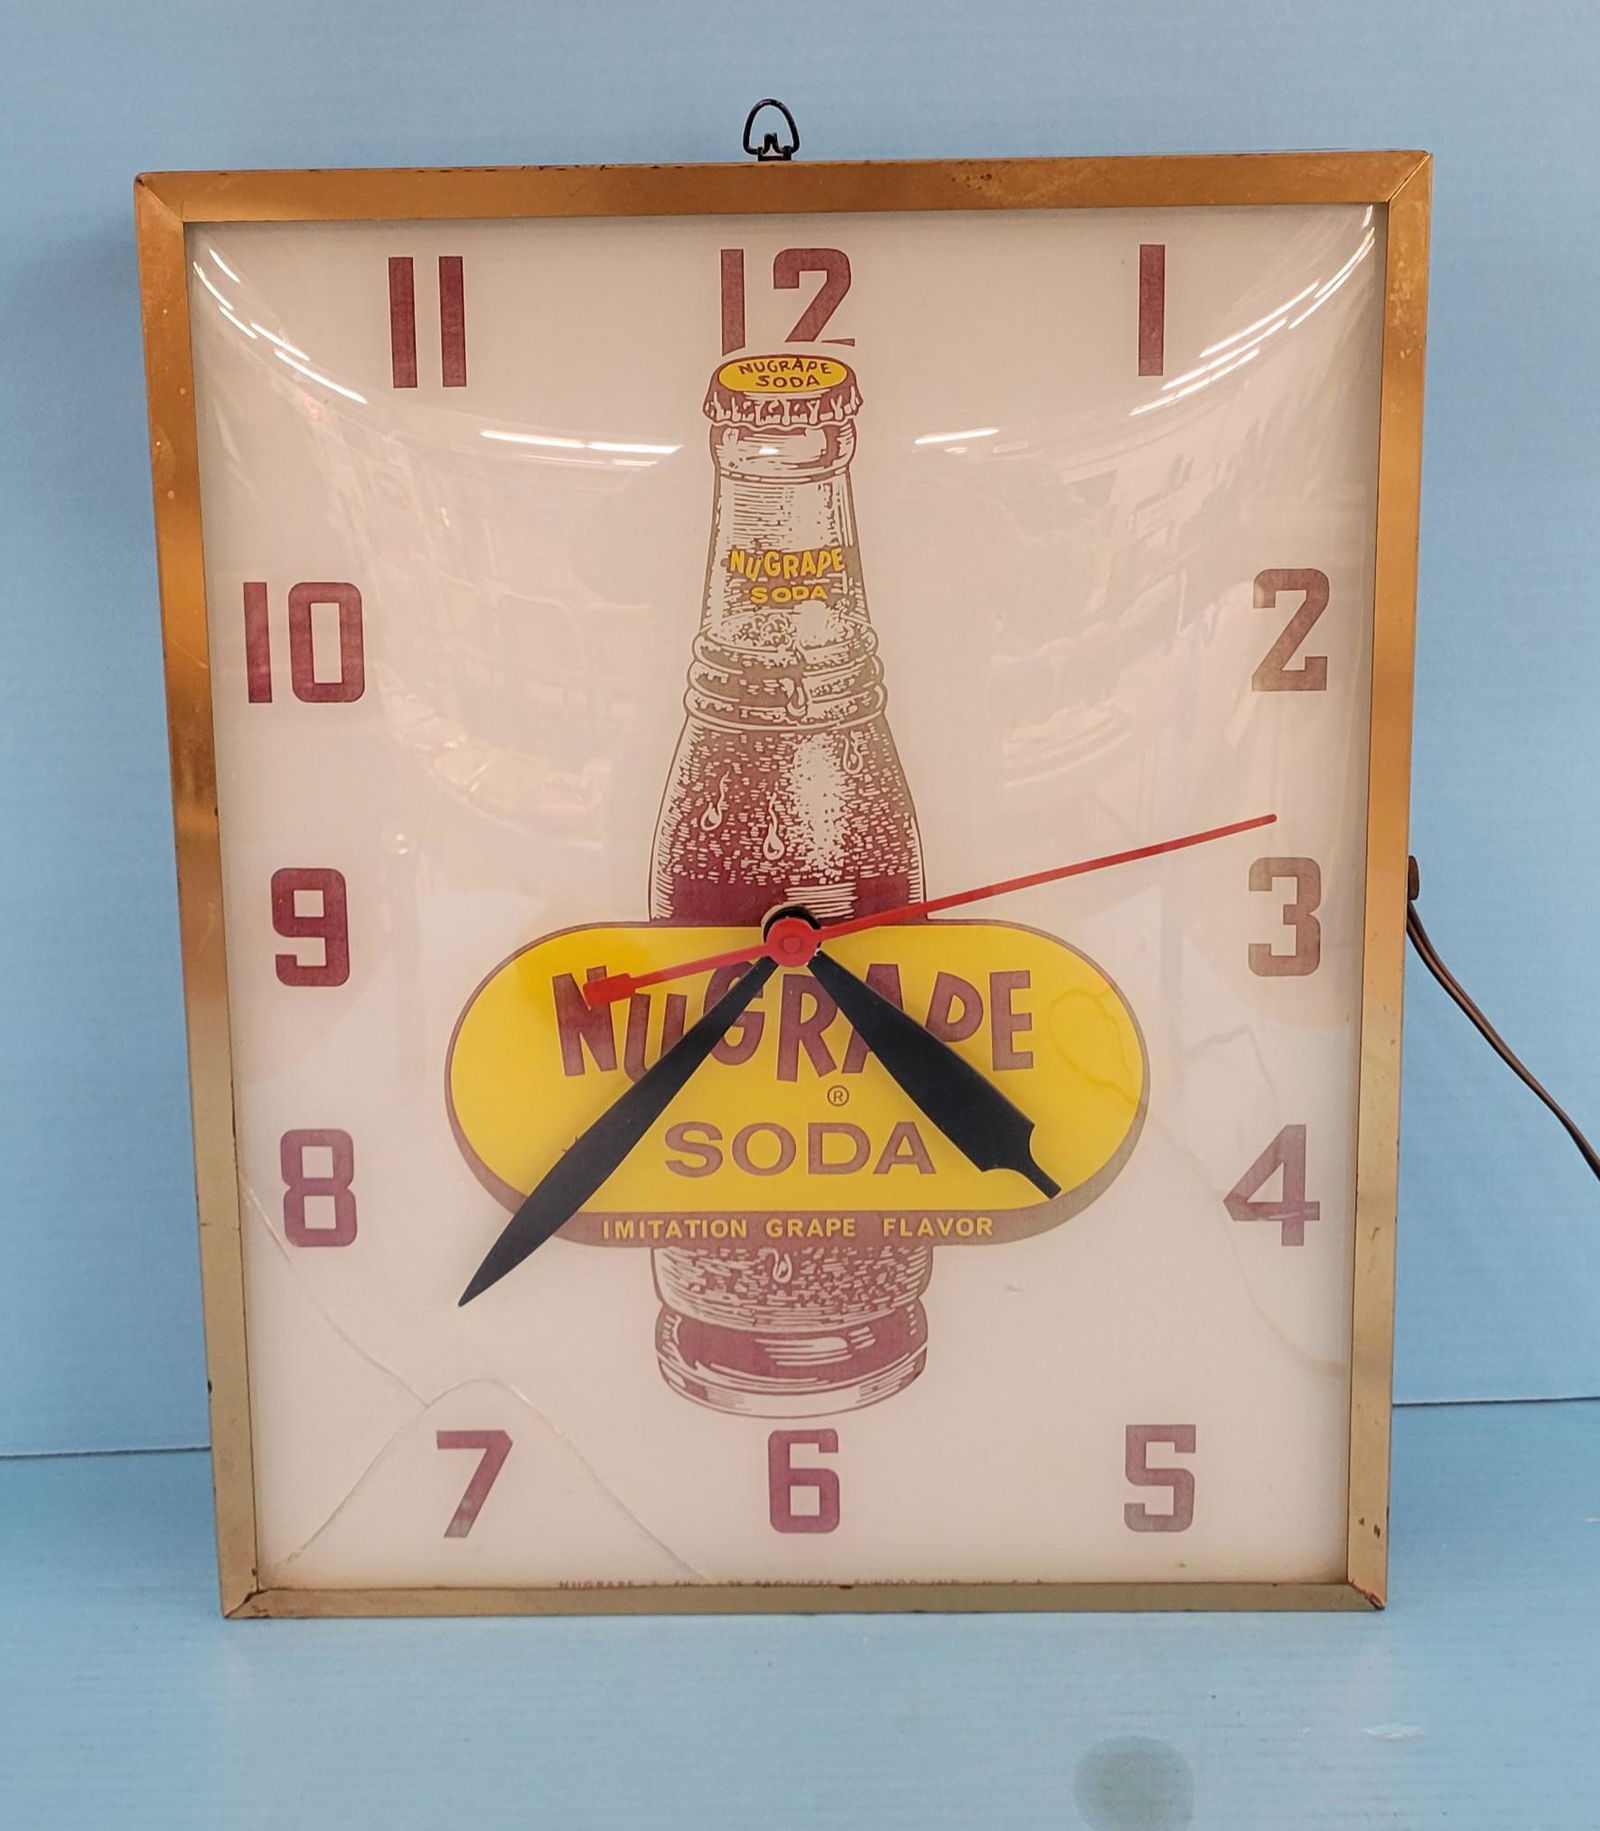 11 12 1
NUGRAPE
SODA
NUGRAPE
SODA
10 2
9 3
NUGRAPE
®
SODA
8 4
IMITATION GRAPE FLAVOR
7 6 5